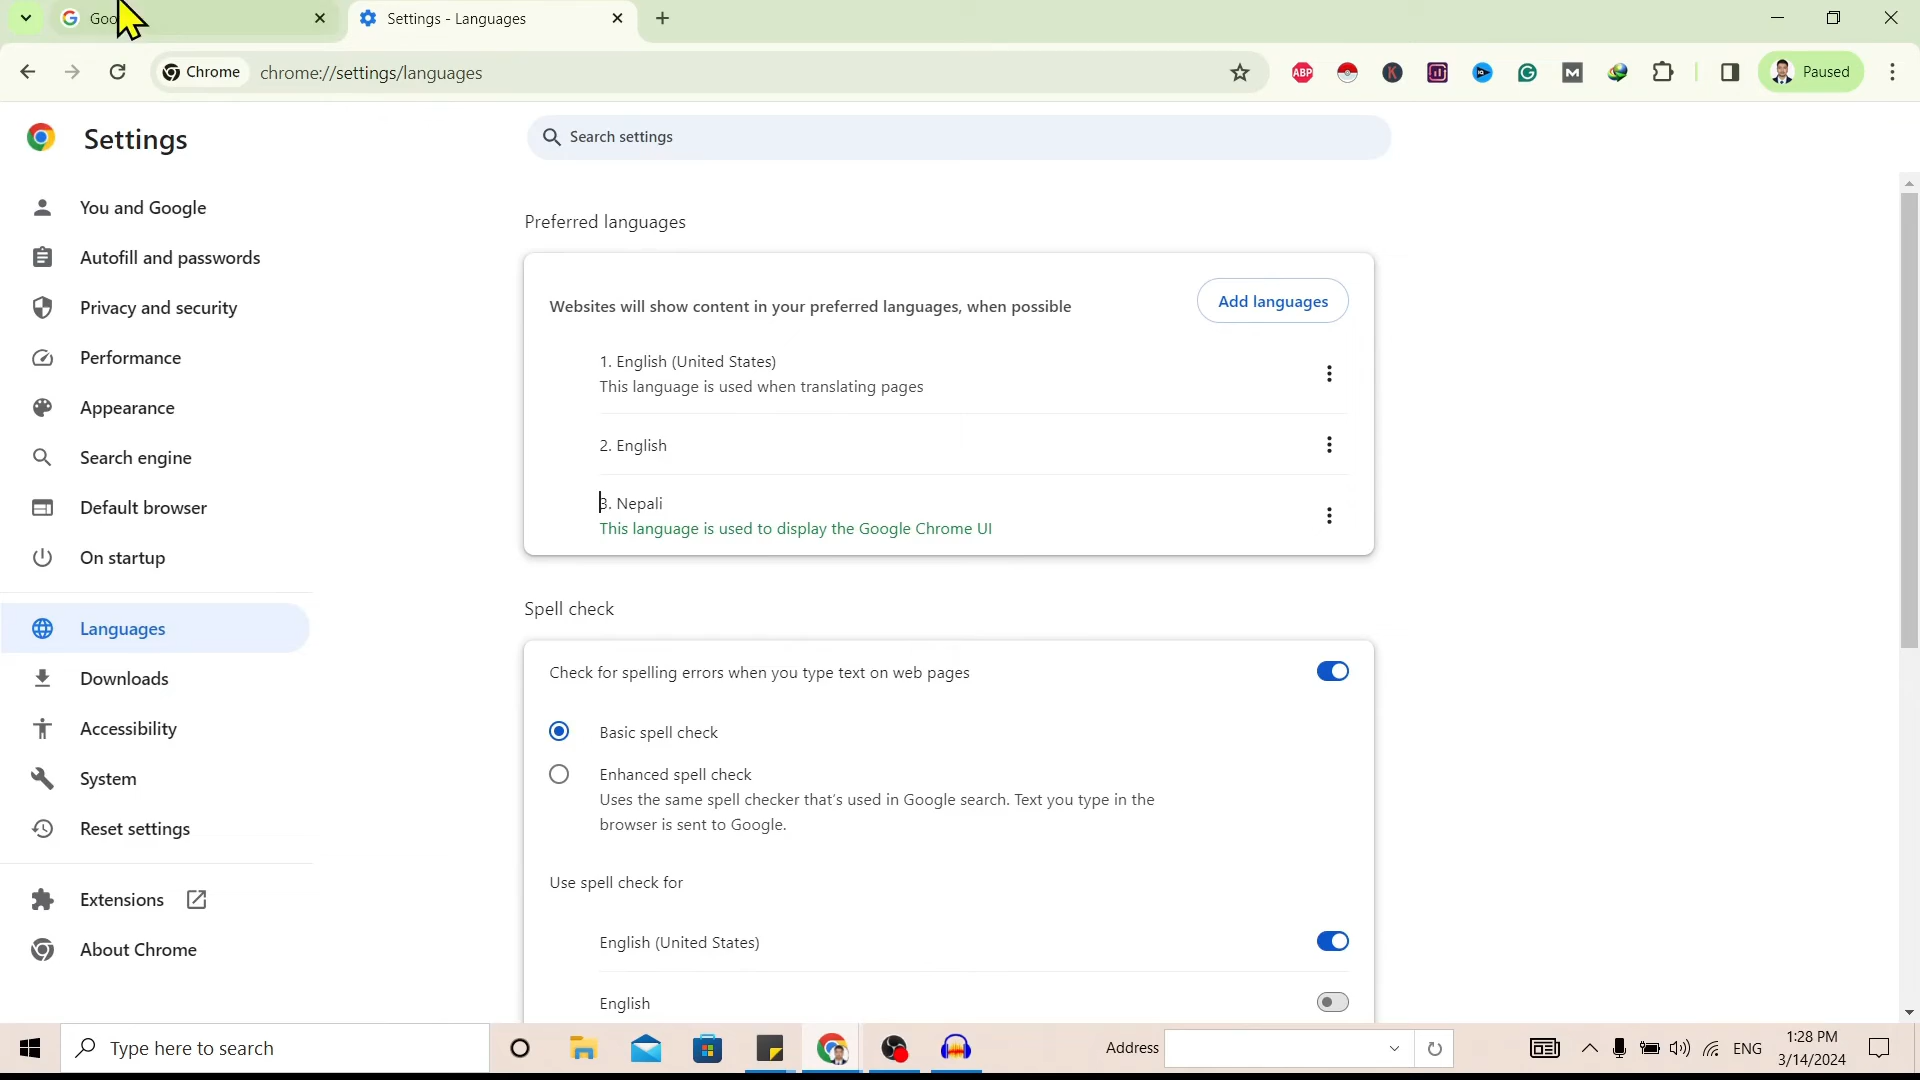 Settings - Languages
Chrome
chrome://settings/languages
ABP
Paused
Settings
Search settings
You and Google
Autofill and passwords
Privacy and security
Performance
Appearance
Search engine
Default browser
On startup
Languages
Downloads
Accessibility
System
Reset settings
Extensions
About Chrome
Preferred languages
Websites will show content in your preferred languages, when possible
Add languages
1. English (United States)
This language is used when translating pages
2. English
3. Nepali
This language is used to display the Google Chrome UI
Spell check
Check for spelling errors when you type text on web pages
Basic spell check
Enhanced spell check
Uses the same spell checker that's used in Google search. Text you type in the
browser is sent to Google.
Use spell check for
English (United States)
English
Type here to search
Address
ENG
1:28 PM
3/14/2024